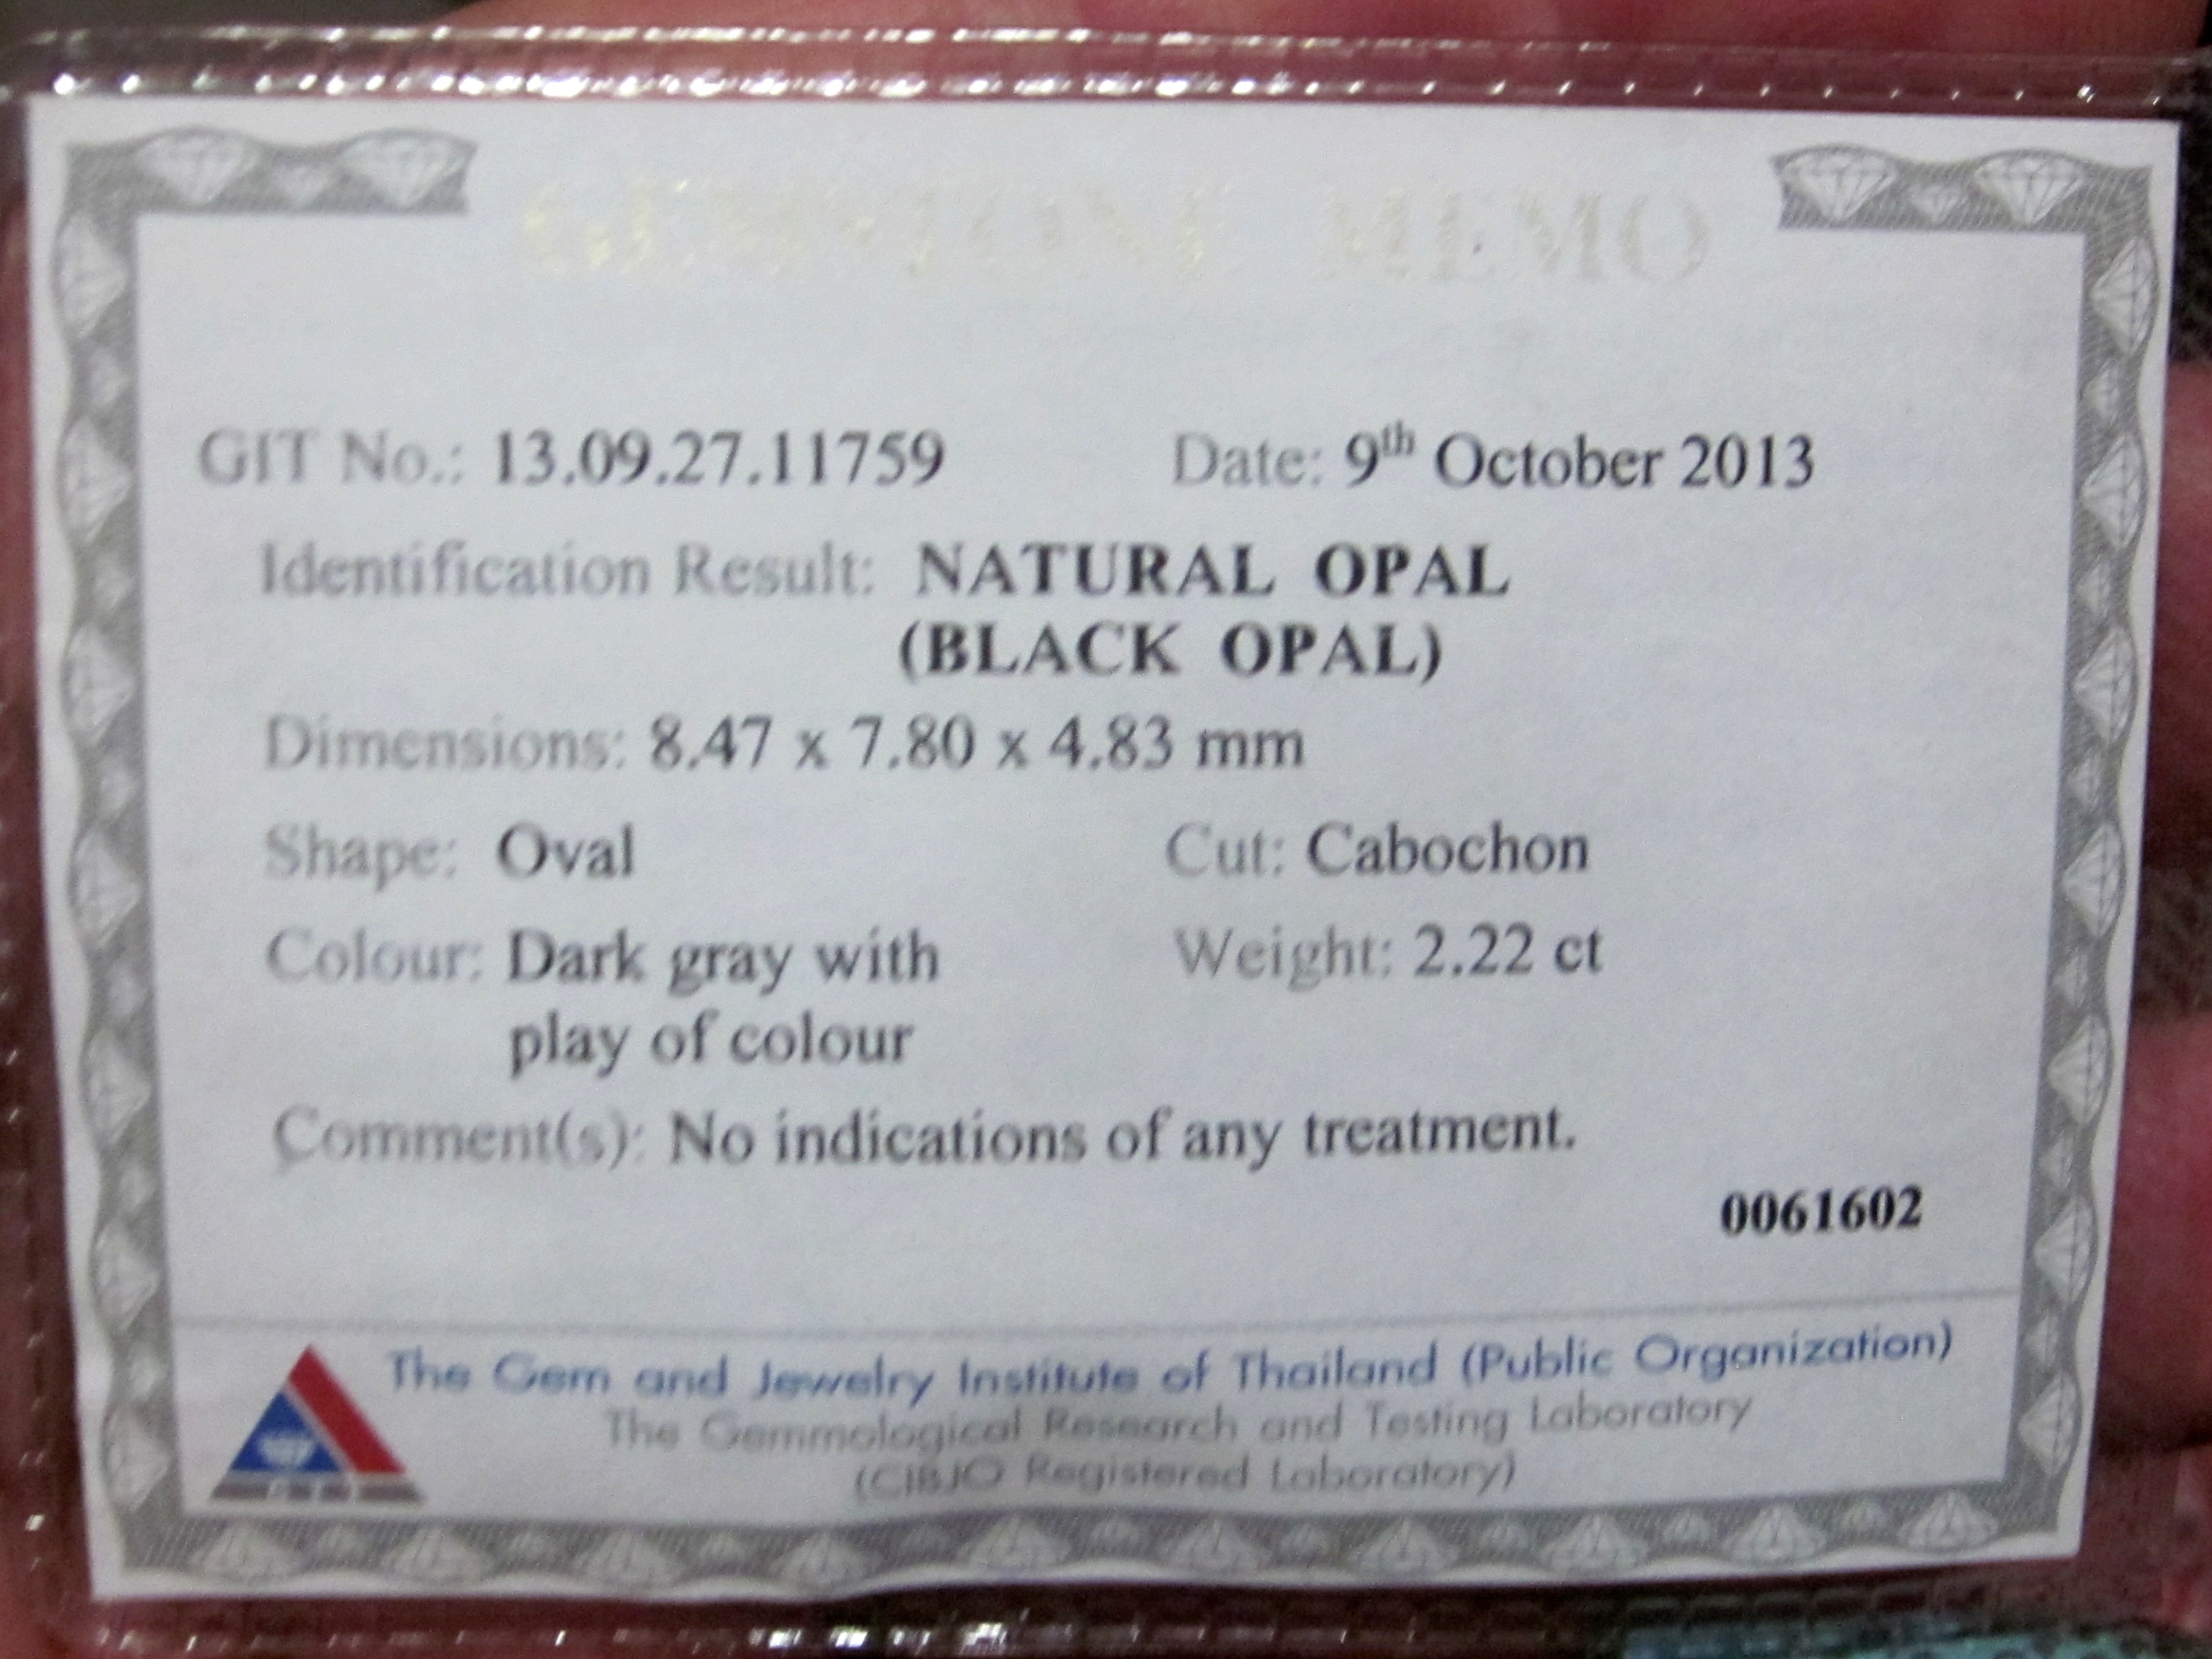 GEMSTONE MEMO
GIT No.: 13.09.27.11759 Date: 9th October 2013
Identification Result: NATURAL OPAL
(BLACK OPAL)
Dimensions: 8.47 x 7.80 x 4.83 mm
Shape: Oval Cut: Cabochon
Colour: Dark gray with Weight: 2.22 ct
play of colour
Comment(s): No indications of any treatment.
0061602
The Gem and Jewelry Institute of Thailand (Public Organization)
The Gemmological Research and Testing Laboratory
(CIBJO Registered Laboratory)